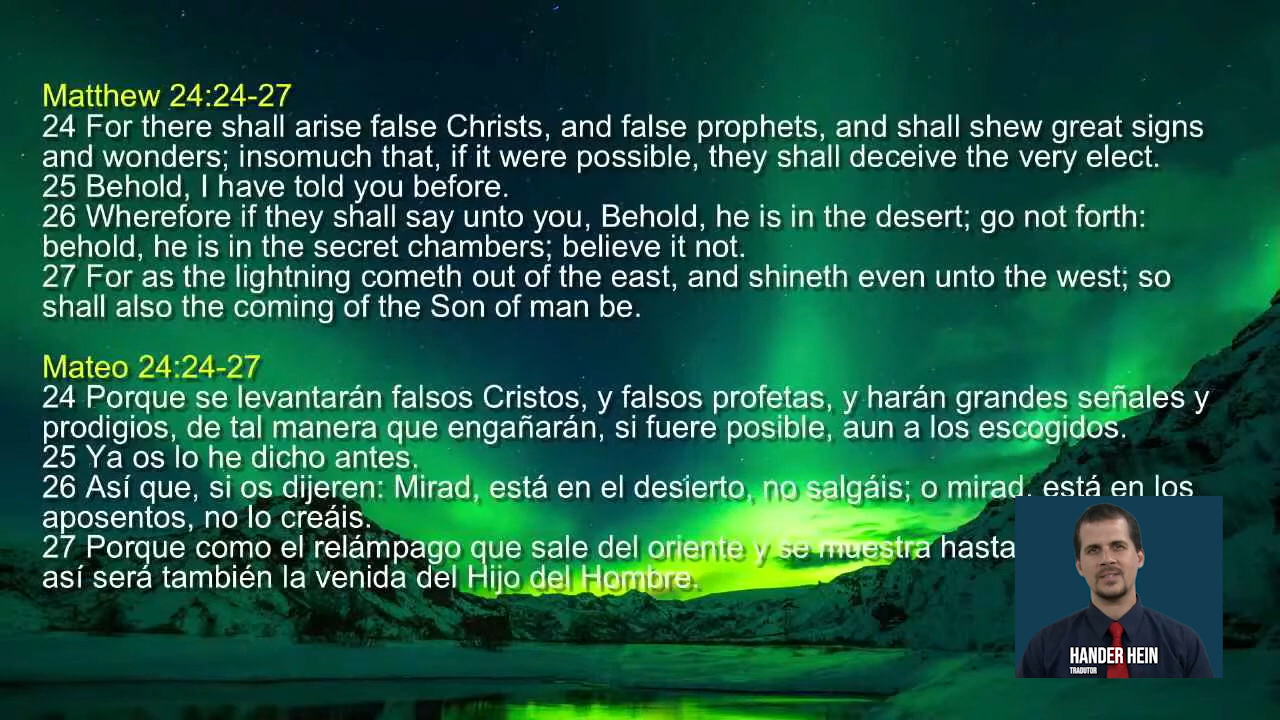 Matthew 24:24-27
24 For there shall arise false Christs, and false prophets, and shall shew great signs
and wonders; insomuch that, if it were possible, they shall deceive the very elect.
25 Behold, I have told you before.
26 Wherefore if they shall say unto you, Behold, he is in the desert; go not forth:
behold, he is in the secret chambers; believe it not.
27 For as the lightning cometh out of the east, and shineth even unto the west; so
shall also the coming of the Son of man be.
Mateo 24:24-27
24 Porque se levantarán falsos Cristos, y falsos profetas, y harán grandes señales y
prodigios, de tal manera que engañarán, si fuere posible, aun a los escogidos.
25 Ya os lo he dicho antes.
26 Así que, si os dijeren: Mirad, está en el desierto, no salgáis; o mirad, está en los
aposentos, no lo creáis.
27 Porque como el relámpago que sale del oriente y se muestra hasta
así será también la venida del Hijo del Hombre.
HANDER HEIN
TRADUTOR